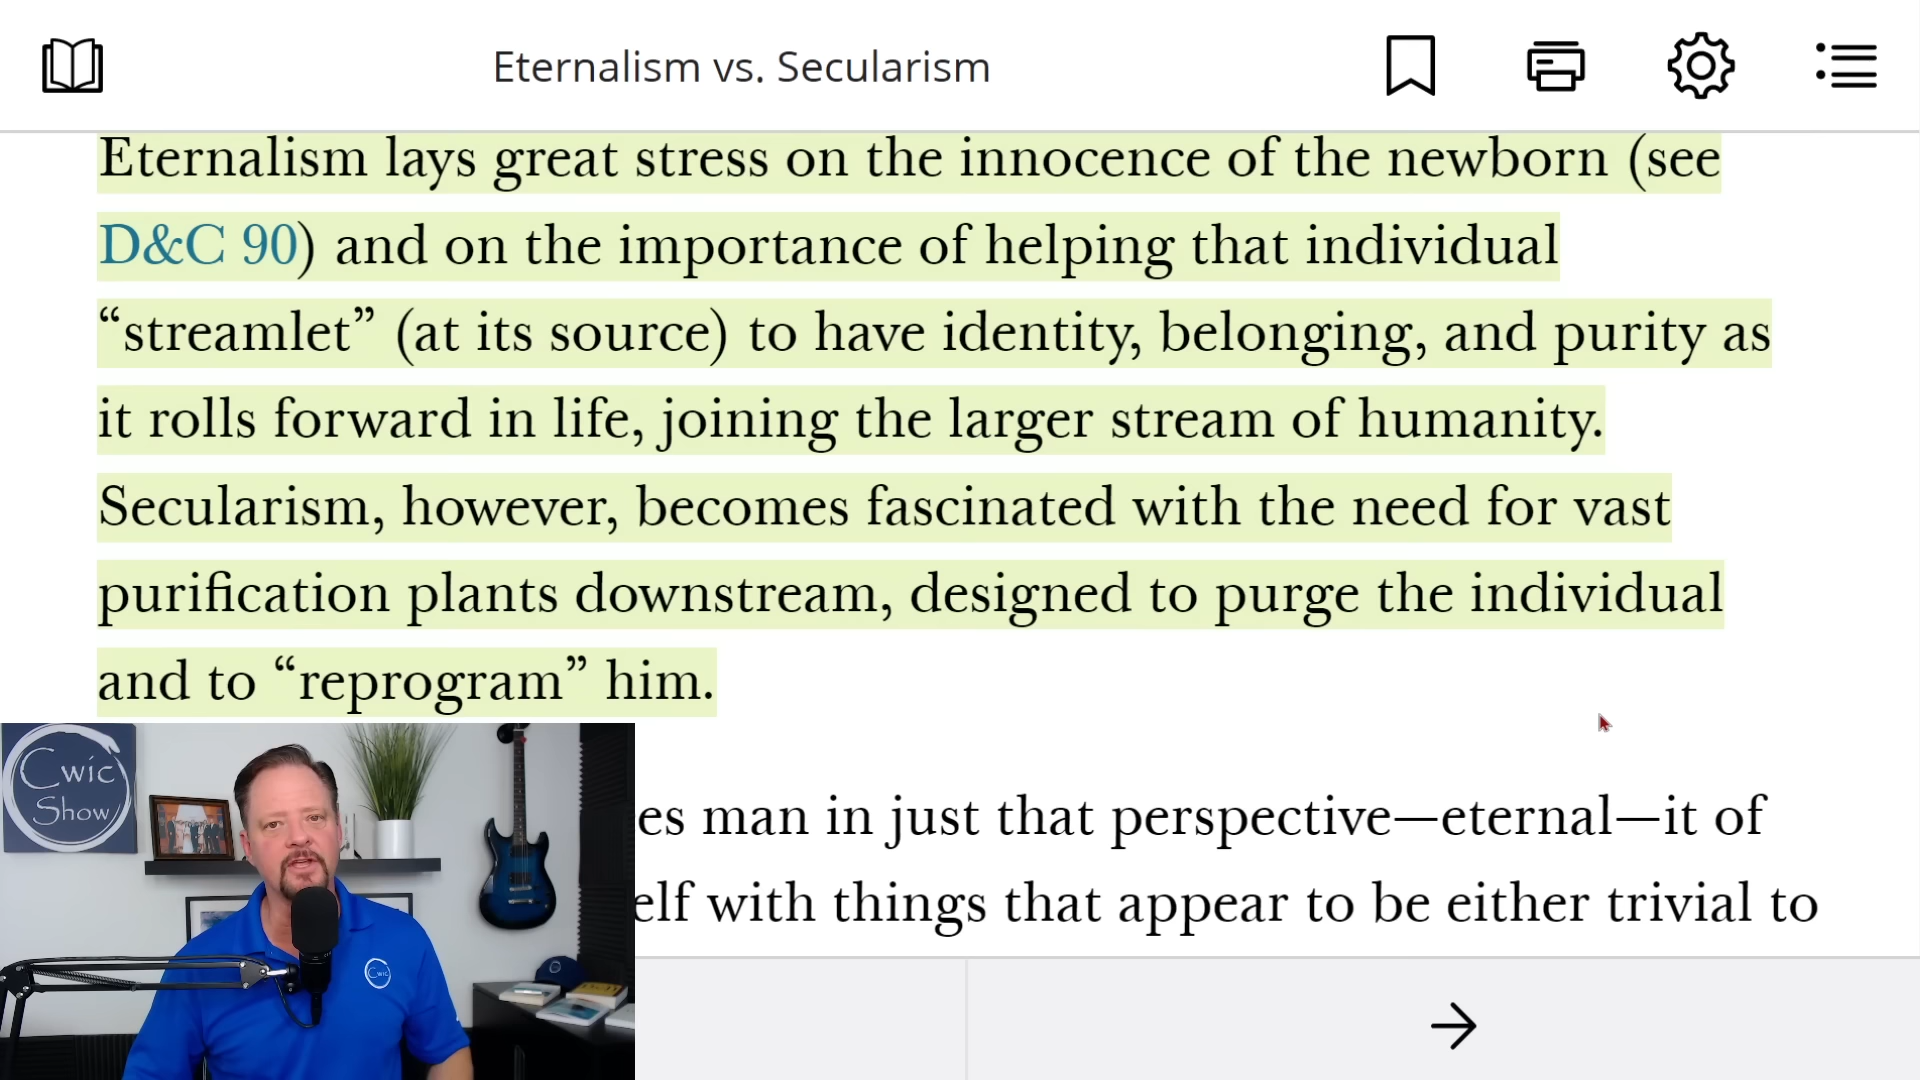 Eternalism vs. Secularism
Eternalism lays great stress on the innocence of the newborn (see
D&C 90) and on the importance of helping that individual
“streamlet” (at its source) to have identity, belonging, and purity as
it rolls forward in life, joining the larger stream of humanity.
Secularism, however, becomes fascinated with the need for vast
purification plants downstream, designed to purge the individual
and to “reprogram” him.
es man in just that perspective—eternal—it of
elf with things that appear to be either trivial to
Cwic
Show
Cwic